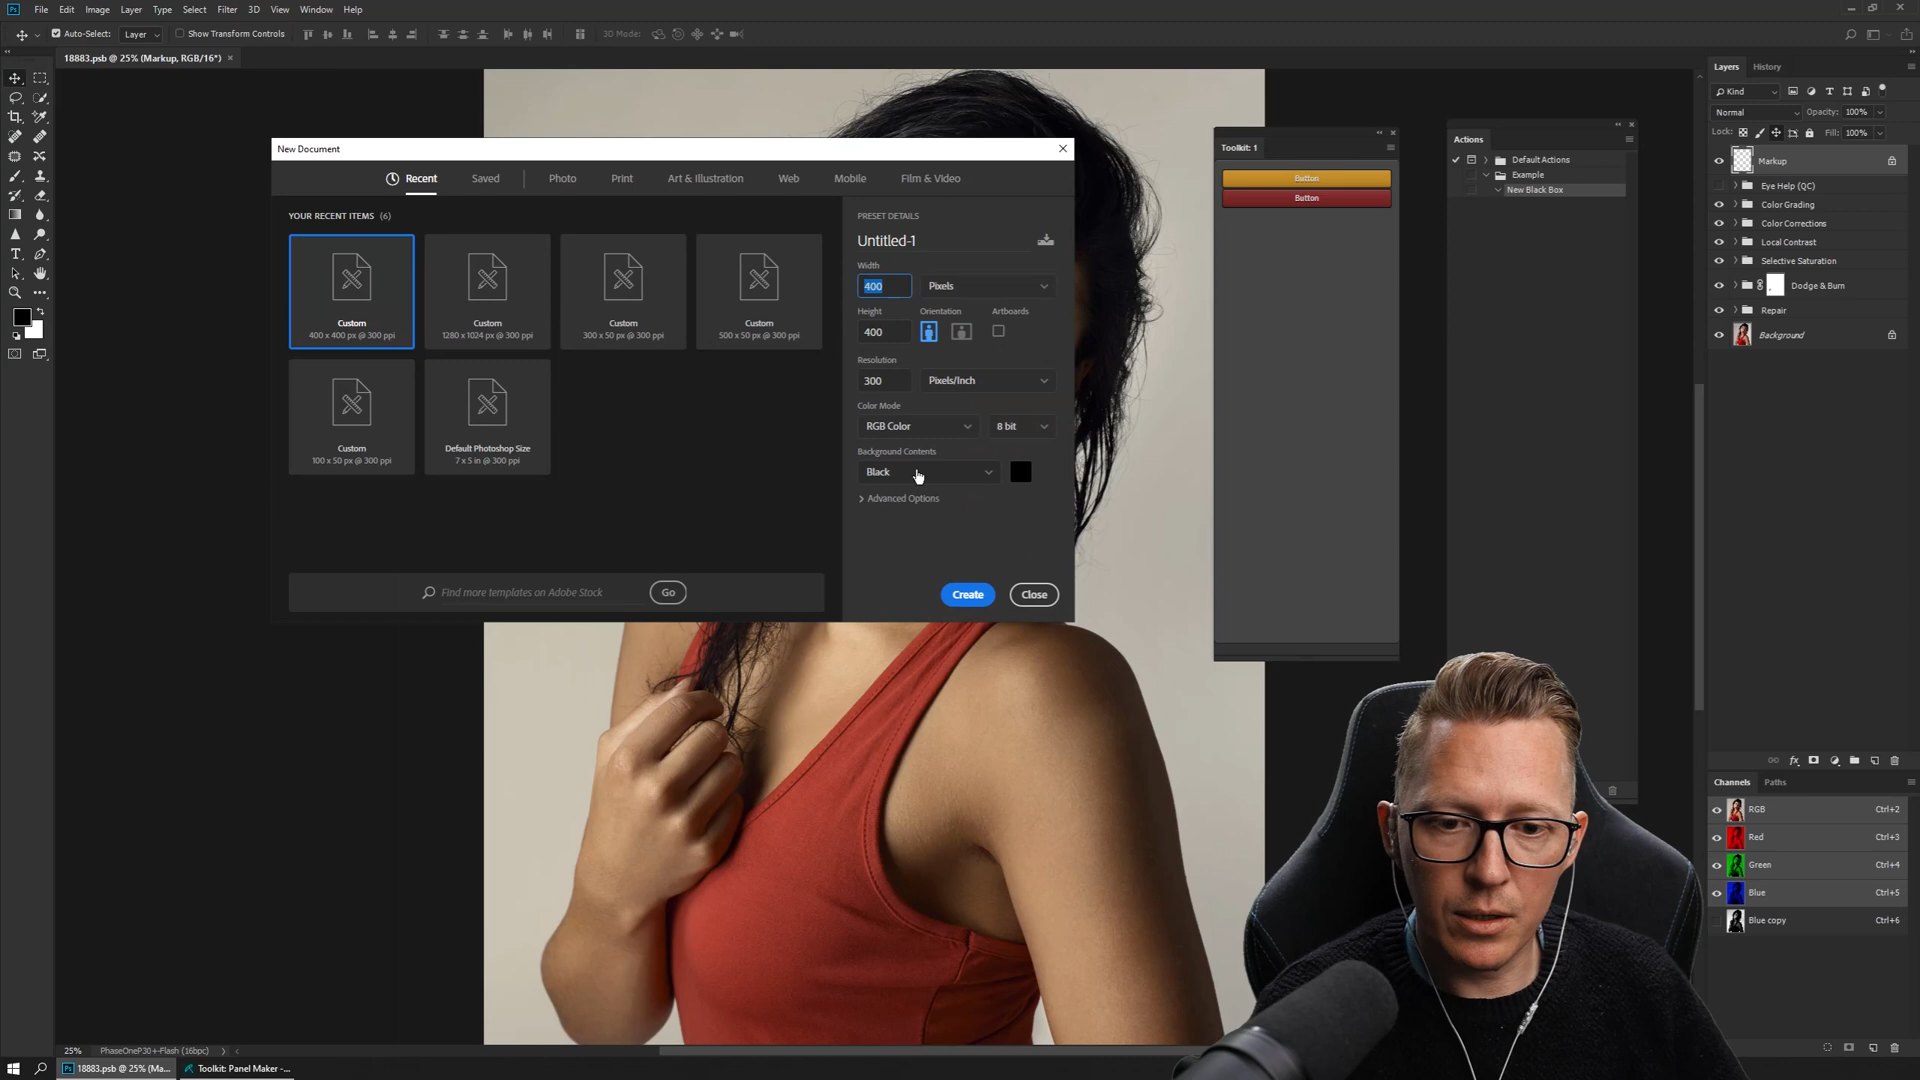 Ps File Edit Image Layer Type Select Filter 3D View Window Help
Auto-Select: Layer Show Transform Controls 3D Mode:
18883.psb @ 25% (Markup, RGB/16*) ×
New Document
Recent Saved Photo Print Art & Illustration Web Mobile Film & Video
YOUR RECENT ITEMS (6)
Custom
400 x 400 px @ 300 ppi
Custom
1280 x 1024 px @ 300 ppi
Custom
300 x 50 px @ 300 ppi
Custom
500 x 50 px @ 300 ppi
Custom
100 x 50 px @ 300 ppi
Default Photoshop Size
7 x 5 in @ 300 ppi
Find more templates on Adobe Stock Go
PRESET DETAILS
Untitled-1
Width
400 Pixels
Height Orientation Artboards
400
Resolution
300 Pixels/Inch
Color Mode
RGB Color 8 bit
Background Contents
Black
Advanced Options
Create Close
Toolkit: 1
Button
Button
Actions
Default Actions
Example
New Black Box
Layers History
Kind
Normal Opacity: 100%
Lock: Fill: 100%
Markup
Eye Help (QC)
Color Grading
Color Corrections
Local Contrast
Selective Saturation
Dodge & Burn
Repair
Background
Channels Paths
RGB Ctrl+2
Red Ctrl+3
Green Ctrl+4
Blue Ctrl+5
Blue copy Ctrl+6
25% PhaseOneP30+-Flash (16bpc)
Ps 18883.psb @ 25% (Ma... Toolkit: Panel Maker -...